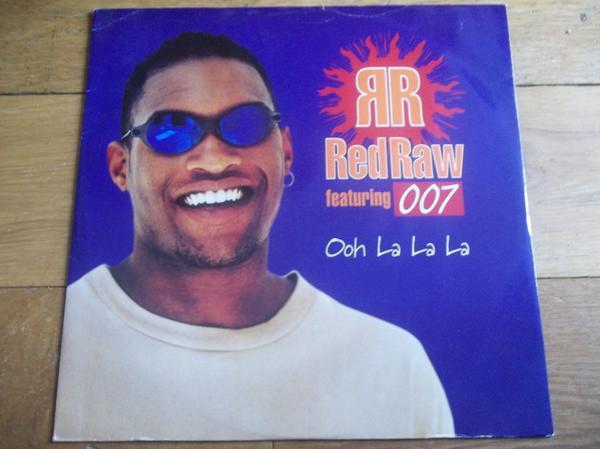 RR
RedRaw
featuring 007
Ooh La La La